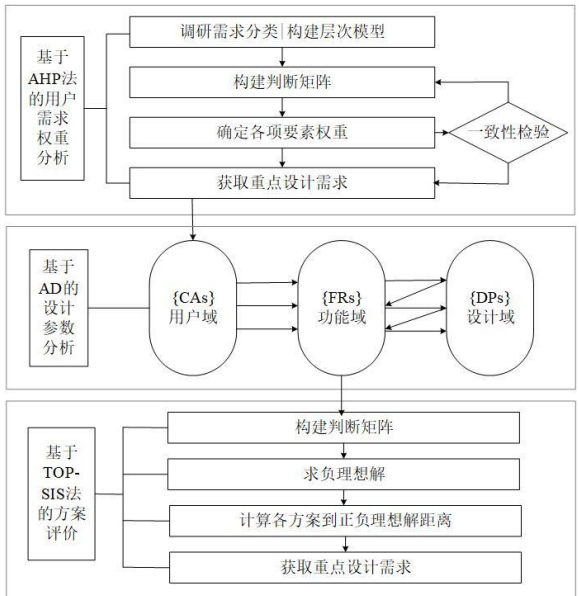 基于
AHP法
的用户
需求
权重
分析
调研需求分类|构建层次模型
构建判断矩阵
确定各项要素权重
一致性检验
获取重点设计需求
基于
AD的
设计
参数
分析
{CAs}
用户域
{FRs}
功能域
{DPs}
设计域
基于
TOP-
SIS法
的方案
评价
构建判断矩阵
求负理想解
计算各方案到正负理想解距离
获取重点设计需求